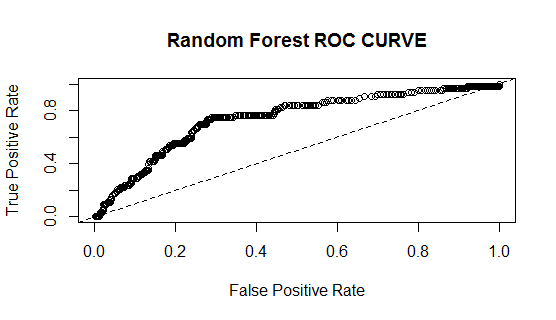 Random Forest ROC CURVE
True Positive Rate
0.8
0.4
0.0
0.0 0.2 0.4 0.6 0.8 1.0
False Positive Rate